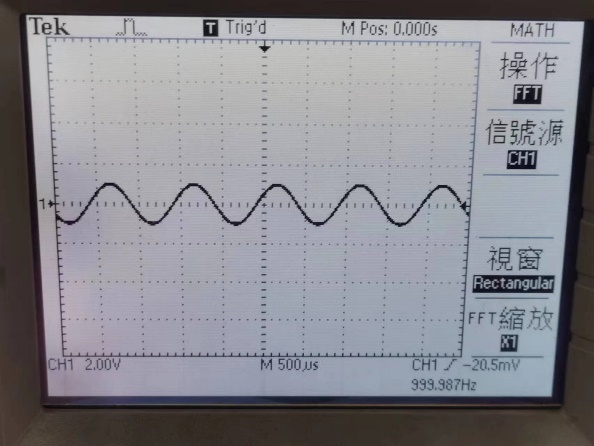 Tek T Trig'd M Pos: 0.000s MATH
操作
FFT
信號源
CH1
1
視窗
Rectangular
FFT縮放
X1
CH1 2.00V M 500µs CH1 -20.5mV
999.987Hz